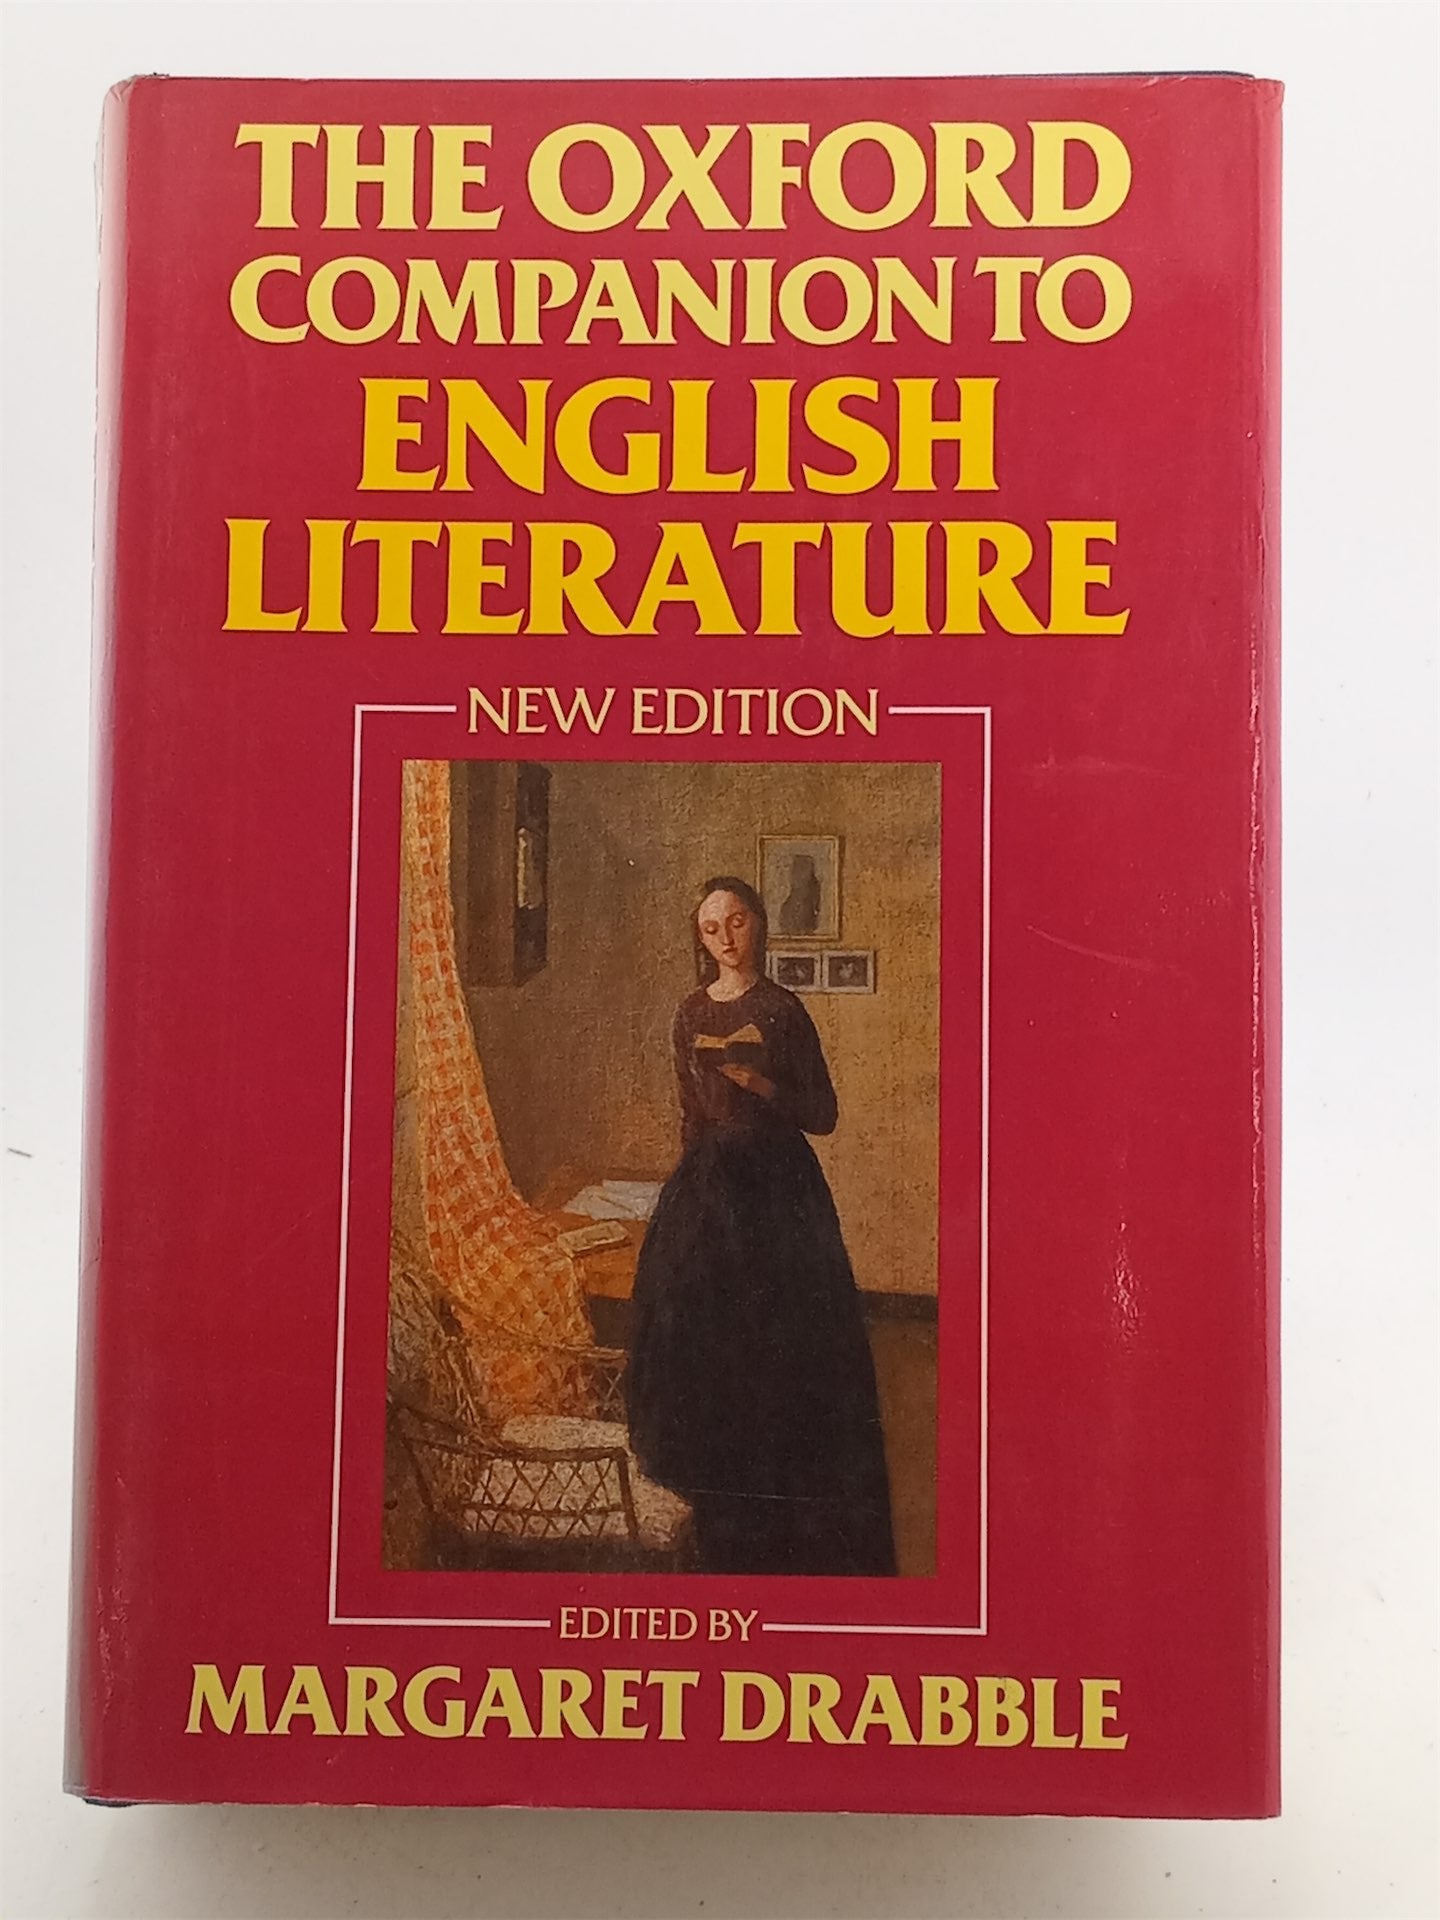 THE OXFORD
COMPANION TO
ENGLISH
LITERATURE
NEW EDITION
EDITED BY
MARGARET DRABBLE